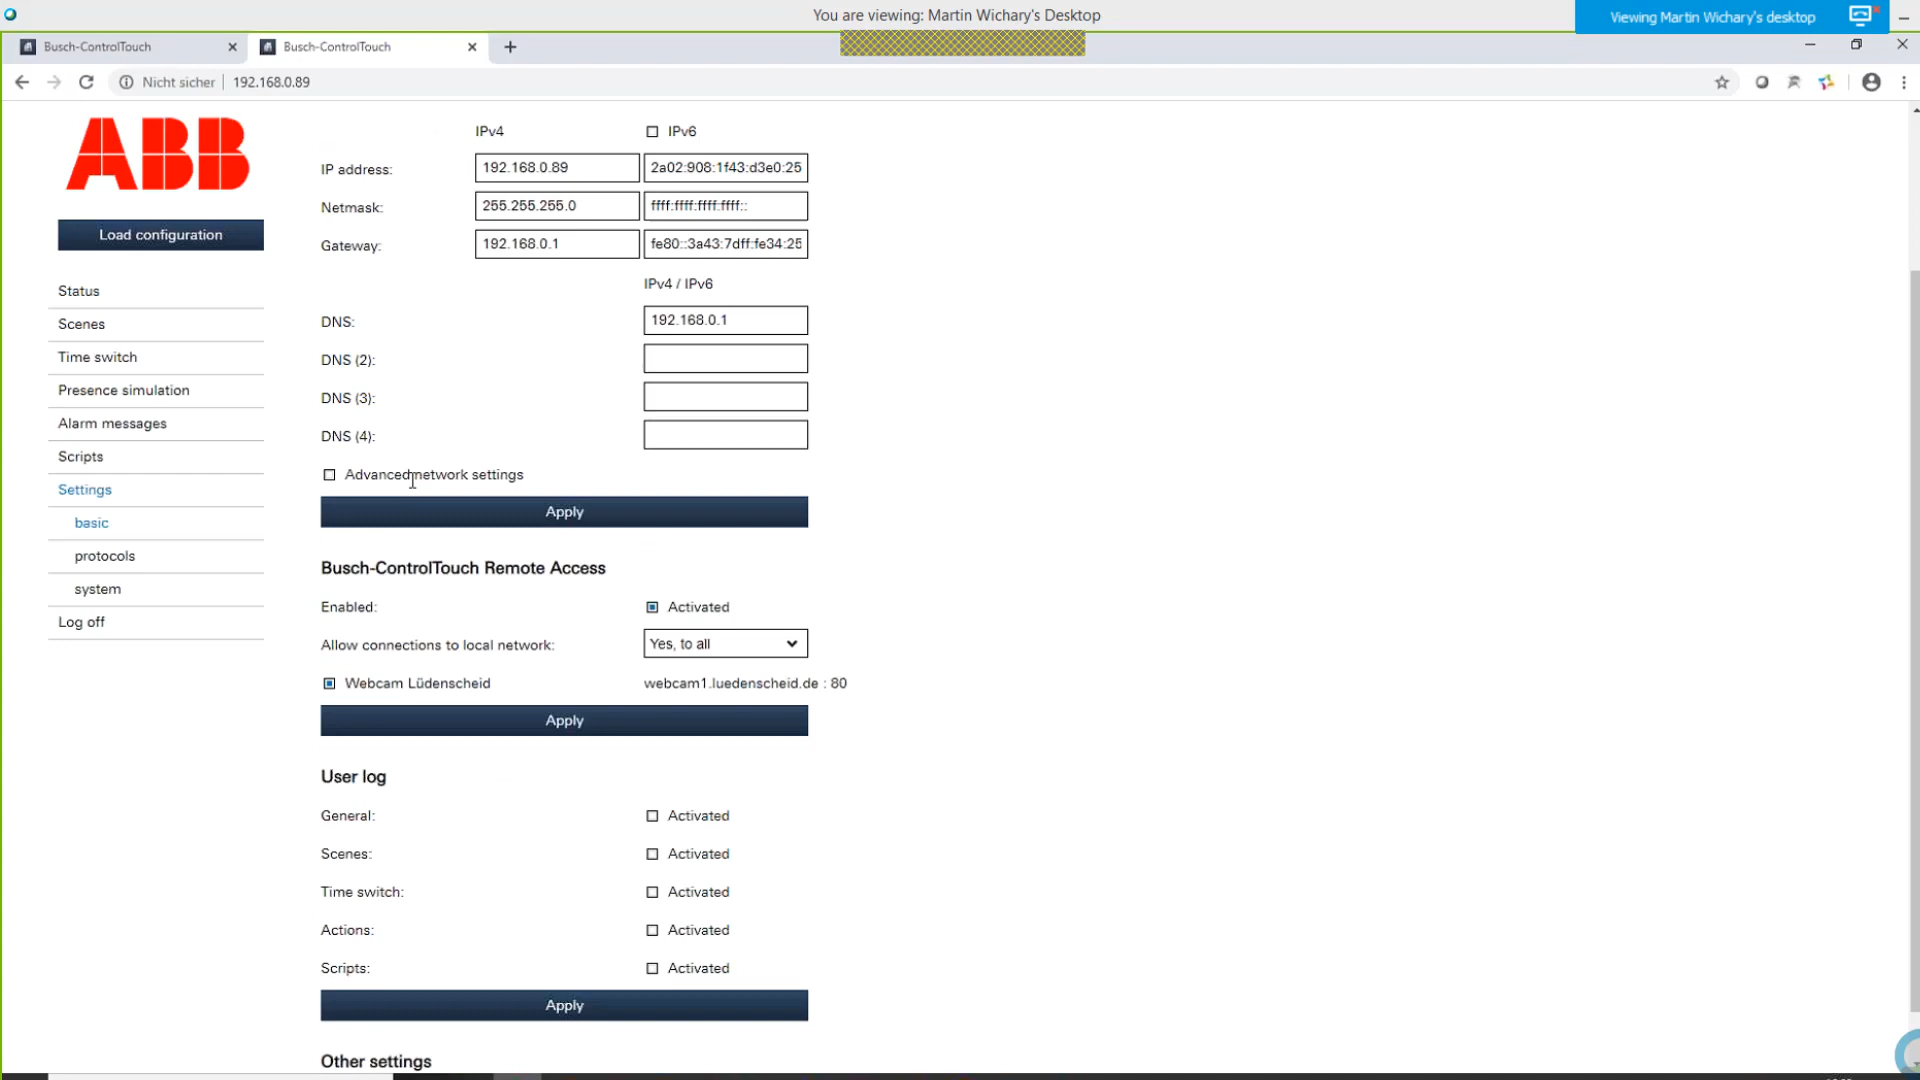 You are viewing: Martin Wichary's Desktop
Viewing Martin Wichary's desktop
Busch-ControlTouch
Busch-ControlTouch
Nicht sicher
192.168.0.89
ABB
Load configuration
Status
Scenes
Time switch
Presence simulation
Alarm messages
Scripts
Settings
basic
protocols
system
Log off
IPv4 IPv6
IP address: 192.168.0.89 2a02:908:1f43:d3e0:25
Netmask: 255.255.255.0 ffff:ffff:ffff:ffff::
Gateway: 192.168.0.1 fe80::3a43:7dff:fe34:25
IPv4 / IPv6
DNS: 192.168.0.1
DNS (2):
DNS (3):
DNS (4):
Advanced network settings
Apply
Busch-ControlTouch Remote Access
Enabled: Activated
Allow connections to local network: Yes, to all
Webcam Lüdenscheid webcam1.luedenscheid.de : 80
Apply
User log
General: Activated
Scenes: Activated
Time switch: Activated
Actions: Activated
Scripts: Activated
Apply
Other settings